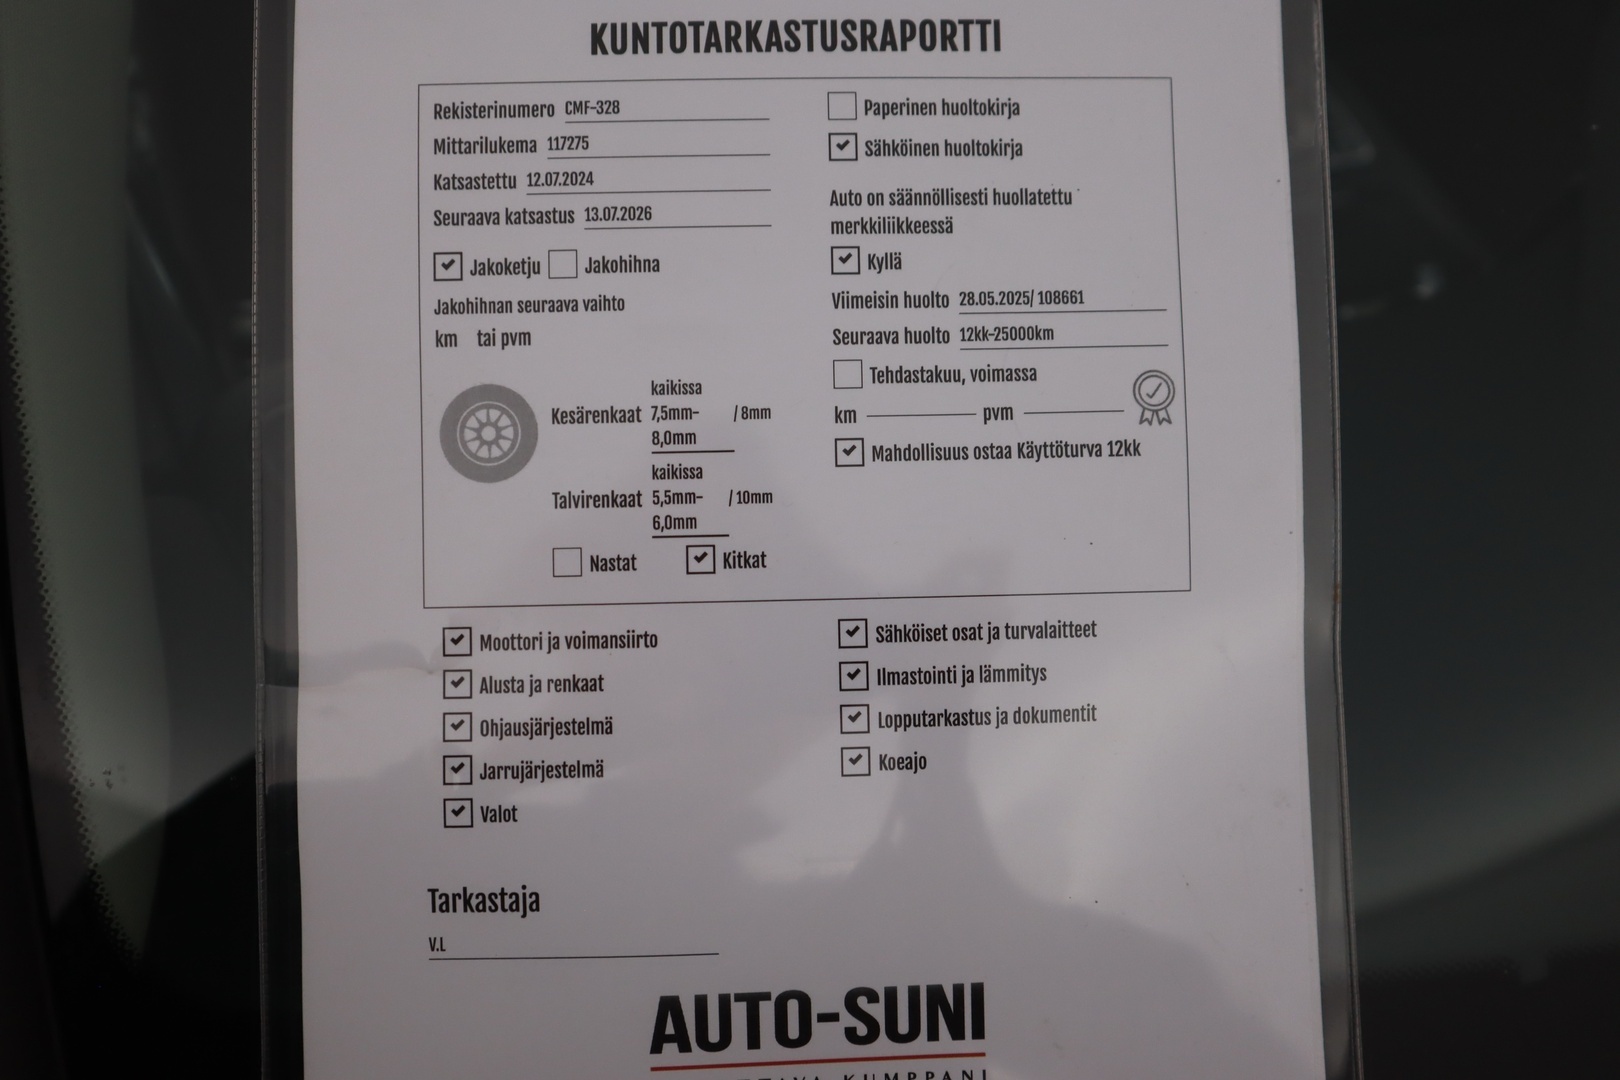 KUNTOTARKASTUSRAPORTTI
Rekisterinumero CMF-328
Mittarilukema 117275
Katsastettu 12.07.2024
Seuraava katsastus 13.07.2026
Jakoketju Jakohihna
Jakohihnan seuraava vaihto
km tai pvm
kaikissa
Kesärenkaat 7,5mm- / 8mm
8,0mm
kaikissa
Talvirenkaat 5,5mm- / 10mm
6,0mm
Nastat Kitkat
Paperinen huoltokirja
Sähköinen huoltokirja
Auto on säännöllisesti huollatettu
merkkiliikkeessä
Kyllä
Viimeisin huolto 28.05.2025/ 108661
Seuraava huolto 12kk-25000km
Tehdastakuu, voimassa
km pvm
Mahdollisuus ostaa Käyttöturva 12kk
Moottori ja voimansiirto
Alusta ja renkaat
Ohjausjärjestelmä
Jarrujärjestelmä
Valot
Sähköiset osat ja turvalaitteet
Ilmastointi ja lämmitys
Lopputarkastus ja dokumentit
Koeajo
Tarkastaja
V.L
AUTO-SUNI
KUMPPANI